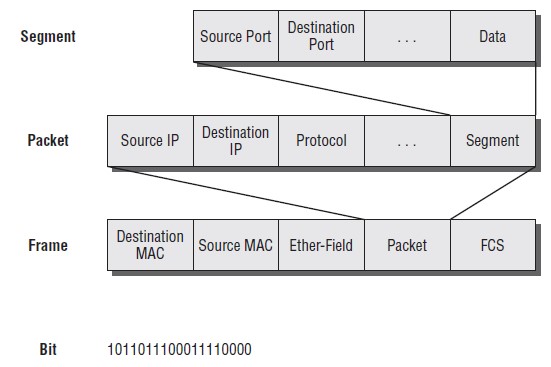 Segment
Source Port
Destination
Port
. . .
Data
Packet
Source IP
Destination
IP
Protocol
. . .
Segment
Frame
Destination
MAC
Source MAC
Ether-Field
Packet
FCS
Bit
1011011100011110000